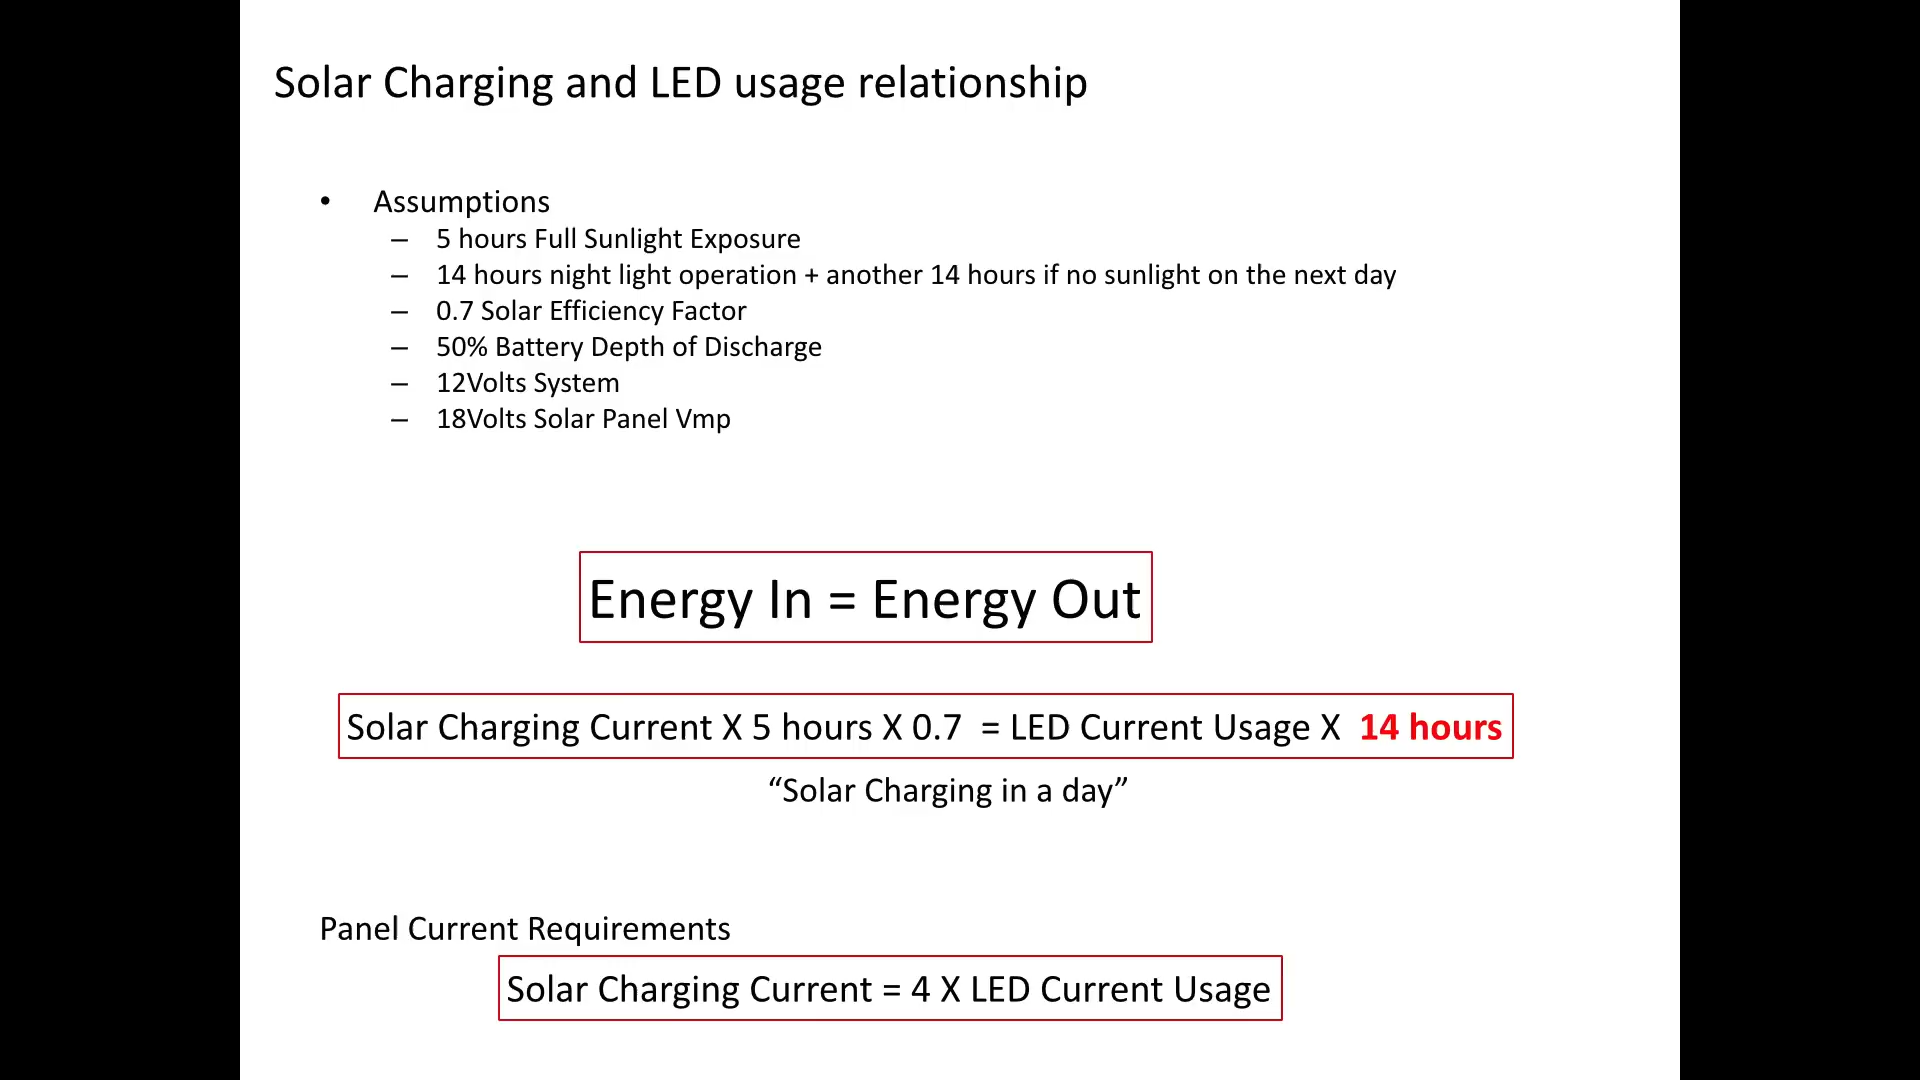 Solar Charging and LED usage relationship
• Assumptions
– 5 hours Full Sunlight Exposure
– 14 hours night light operation + another 14 hours if no sunlight on the next day
– 0.7 Solar Efficiency Factor
– 50% Battery Depth of Discharge
– 12Volts System
– 18Volts Solar Panel Vmp
Energy In = Energy Out
Solar Charging Current X 5 hours X 0.7 = LED Current Usage X 14 hours
“Solar Charging in a day”
Panel Current Requirements
Solar Charging Current = 4 X LED Current Usage